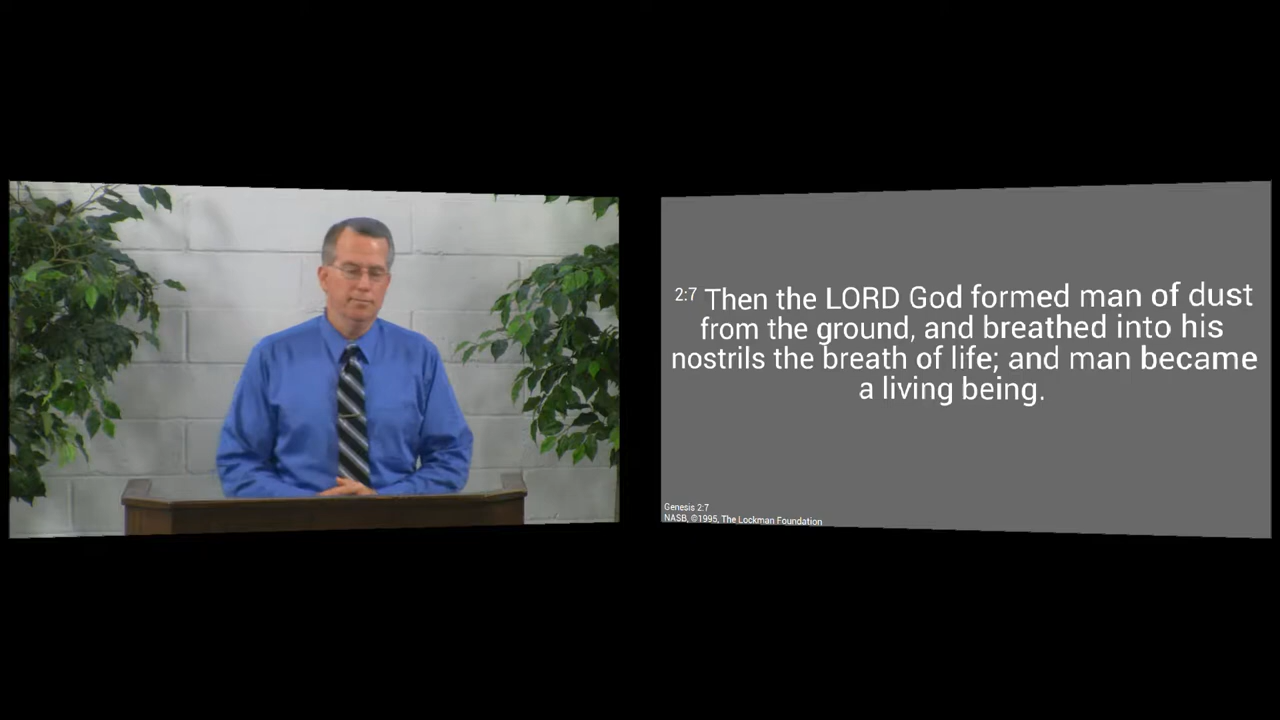 2:7 Then the LORD God formed man of dust
from the ground, and breathed into his
nostrils the breath of life; and man became
a living being.
Genesis 2:7
NASB, ©1995, The Lockman Foundation